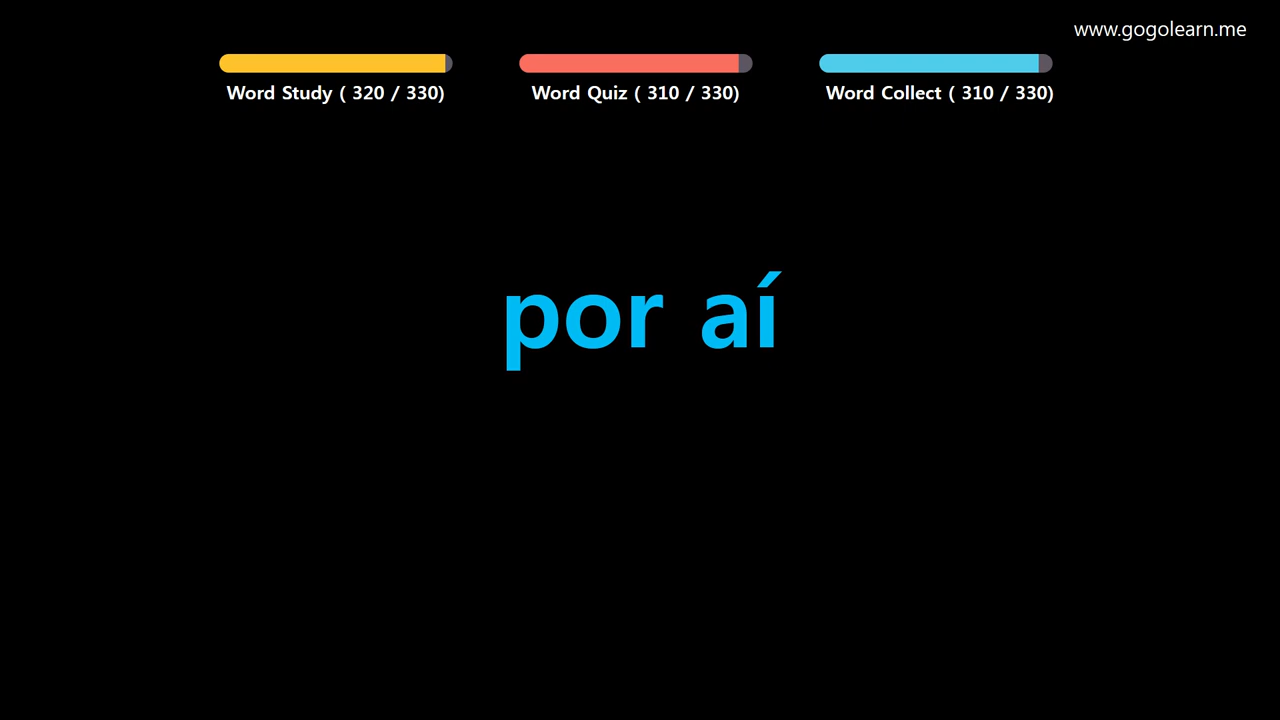 www.gogolearn.me
Word Study ( 320 / 330)
Word Quiz ( 310 / 330)
Word Collect ( 310 / 330)
por aí